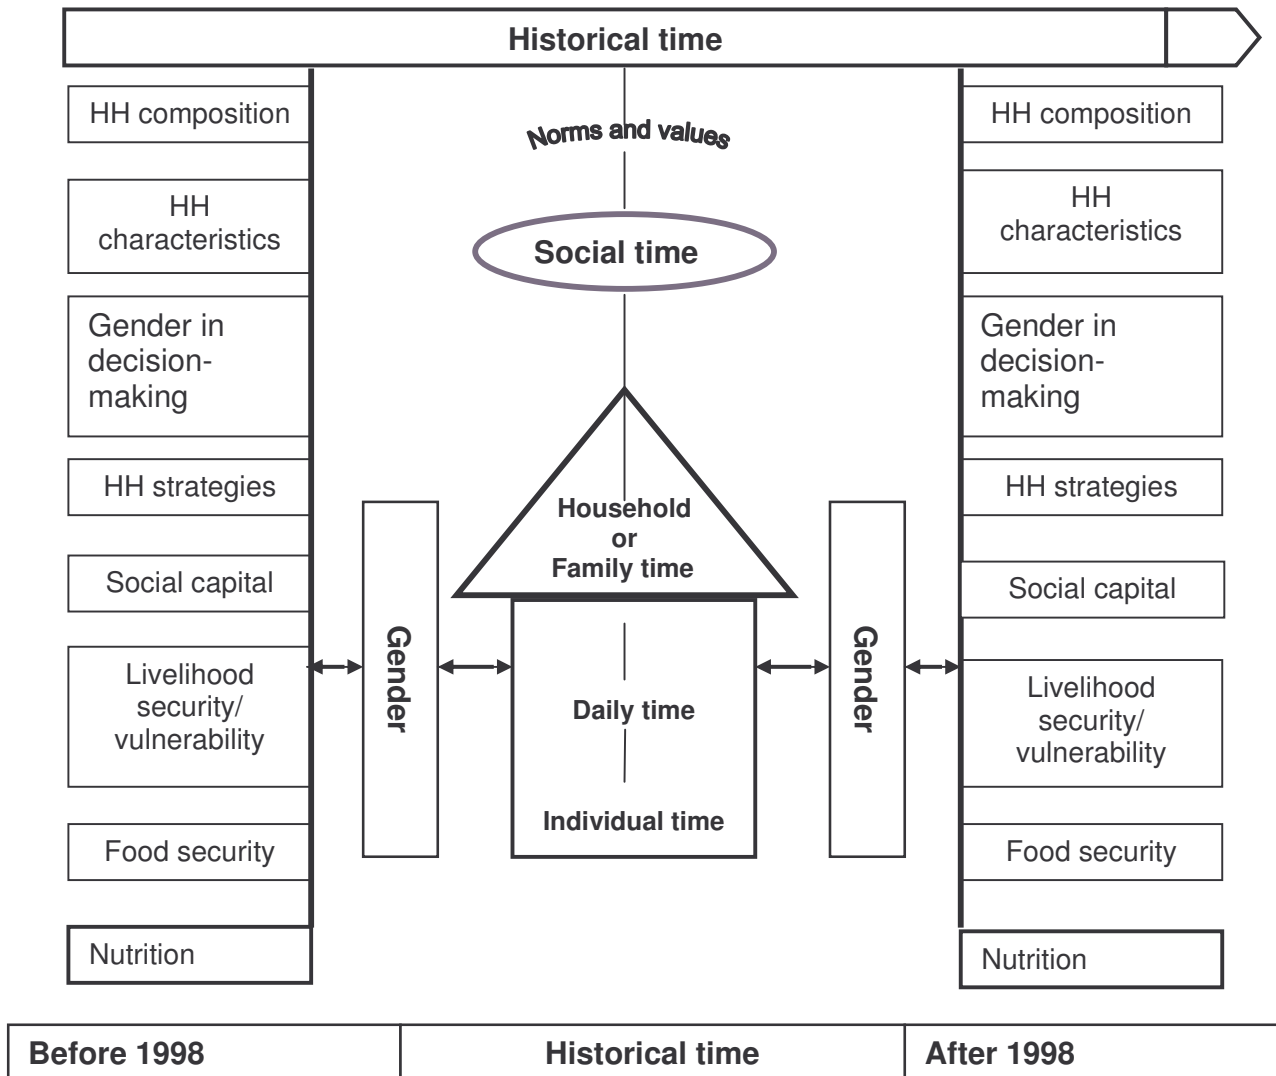 Historical time
HH composition
HH
characteristics
Gender in
decision-
making
HH strategies
Social capital
Livelihood
security/
vulnerability
Food security
Nutrition
Norms and values
Social time
Household
or
Family time
Gender
Daily time
Individual time
Gender
HH composition
HH
characteristics
Gender in
decision-
making
HH strategies
Social capital
Livelihood
security/
vulnerability
Food security
Nutrition
Before 1998
Historical time
After 1998